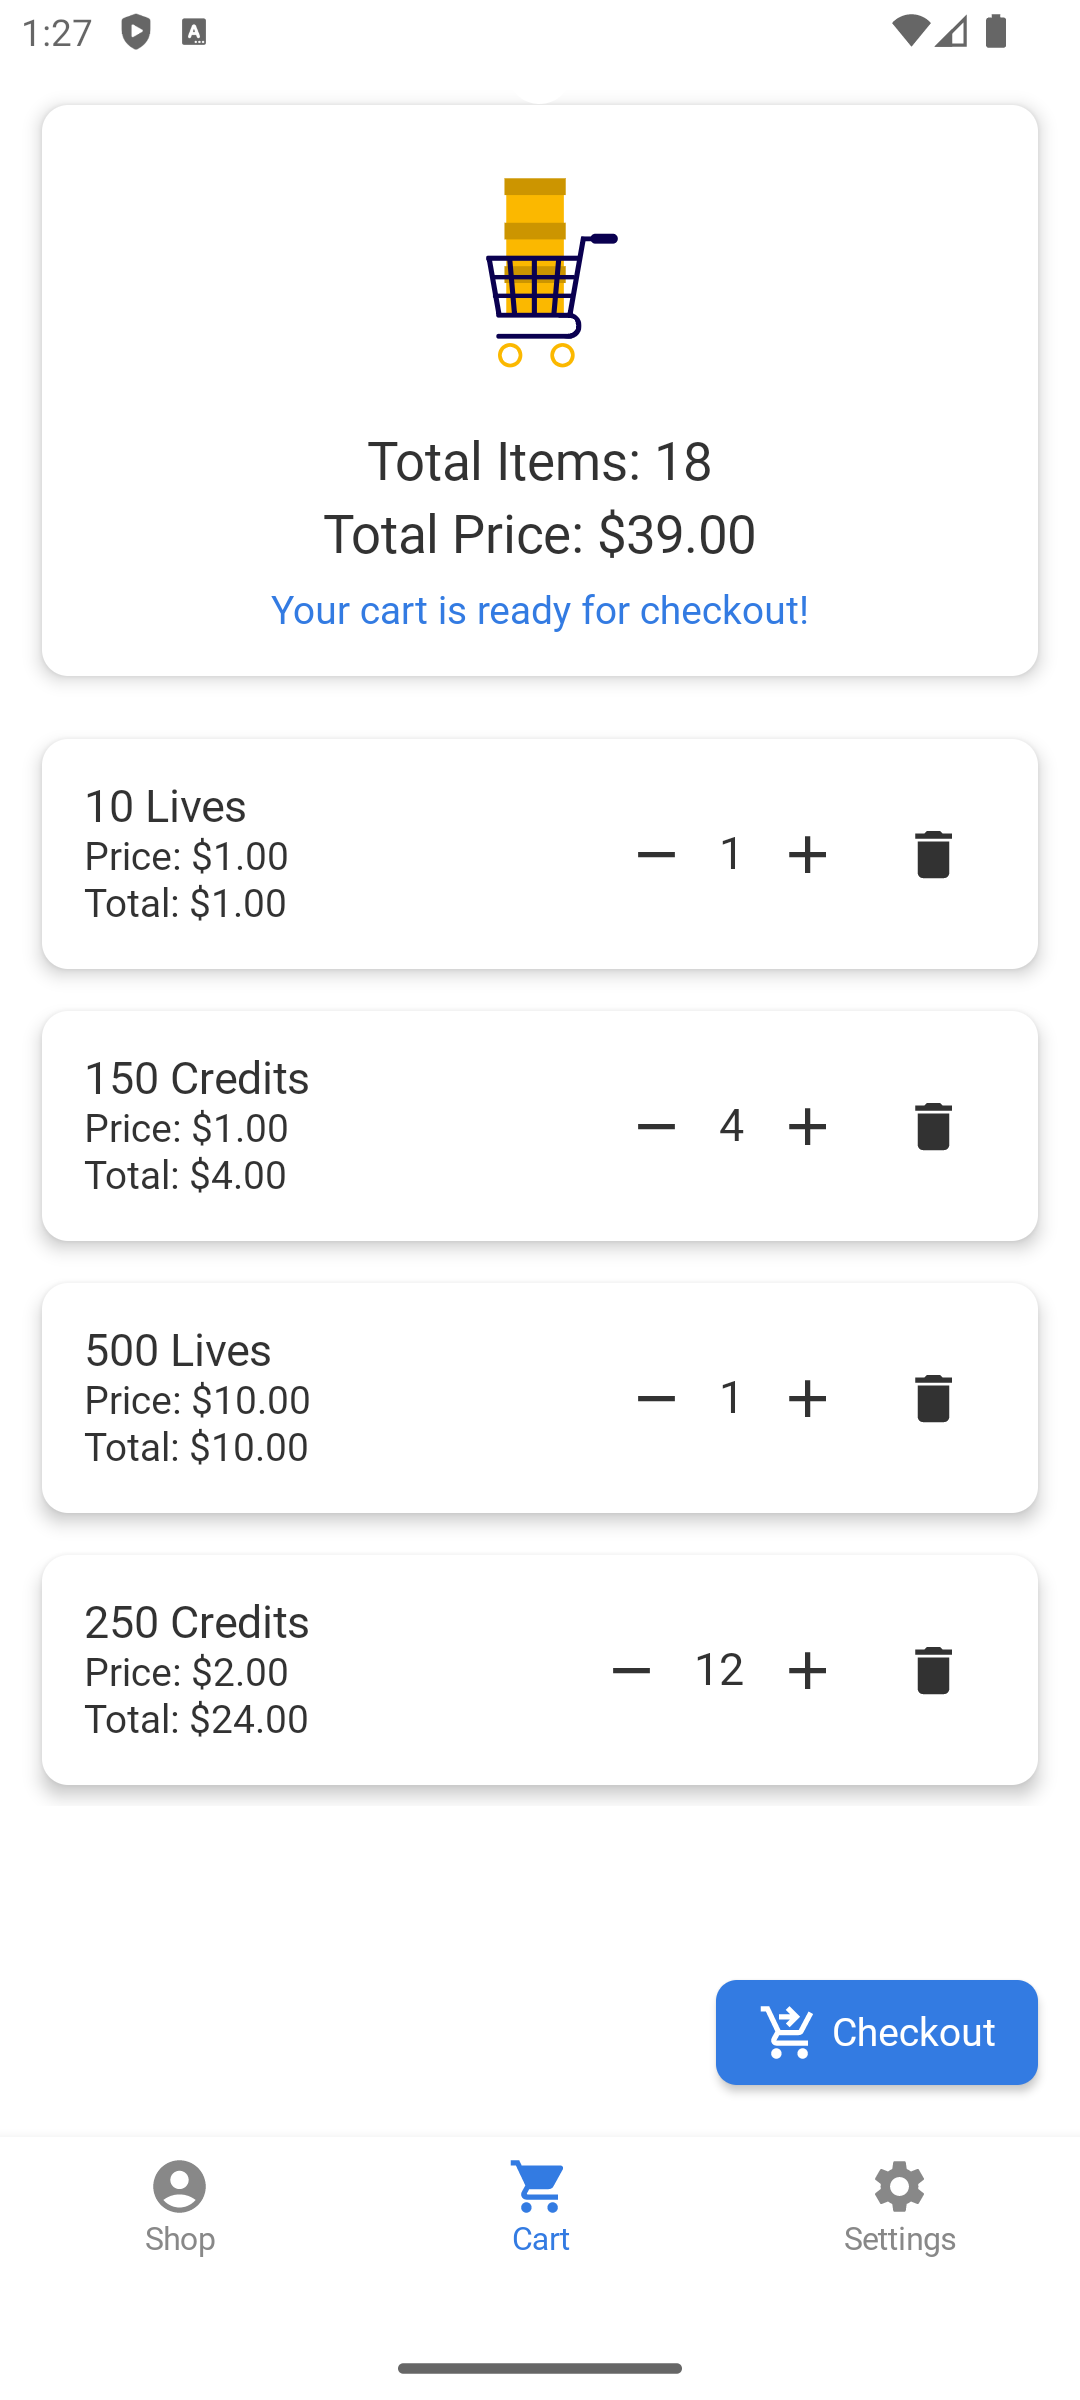 1:27
Total Items: 18
Total Price: $39.00
Your cart is ready for checkout!
10 Lives
Price: $1.00
Total: $1.00
1
150 Credits
Price: $1.00
Total: $4.00
4
500 Lives
Price: $10.00
Total: $10.00
1
250 Credits
Price: $2.00
Total: $24.00
12
Checkout
Shop
Cart
Settings